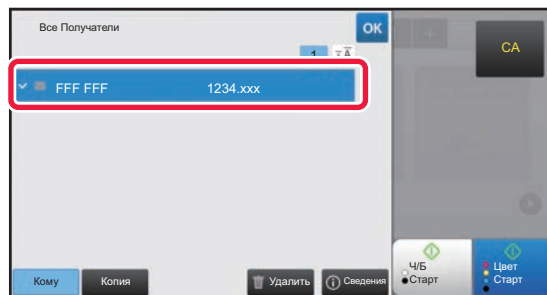 Все Получатели
OK
CA
1
FFF FFF 1234.xxx
Ч/Б
Старт
Цвет
Старт
Кому
Копия
Удалить
Сведения